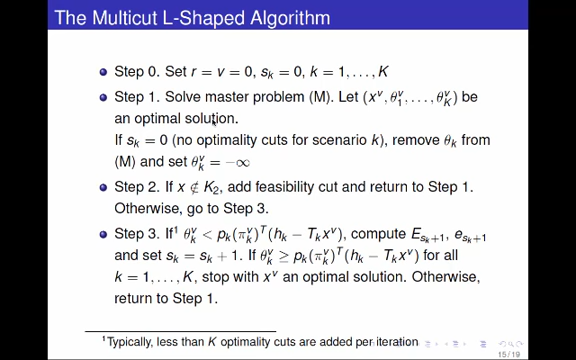 The Multicut L-Shaped Algorithm
Step 0. Set r = v = 0, s_k = 0, k = 1, . . . , K
Step 1. Solve master problem (M). Let (x^v, θ_1^v, . . . , θ_K^v) be
an optimal solution.
If s_k = 0 (no optimality cuts for scenario k), remove θ_k from
(M) and set θ_k^v = −∞
Step 2. If x ∉ K_2, add feasibility cut and return to Step 1.
Otherwise, go to Step 3.
Step 3. If¹ θ_k^v < p_k(π_k^v)^T(h_k − T_k x^v), compute E_{s_k+1}, e_{s_k+1}
and set s_k = s_k + 1. If θ_k^v ≥ p_k(π_k^v)^T(h_k − T_k x^v) for all
k = 1, . . . , K, stop with x^v an optimal solution. Otherwise,
return to Step 1.
¹Typically, less than K optimality cuts are added per iteration
15/19